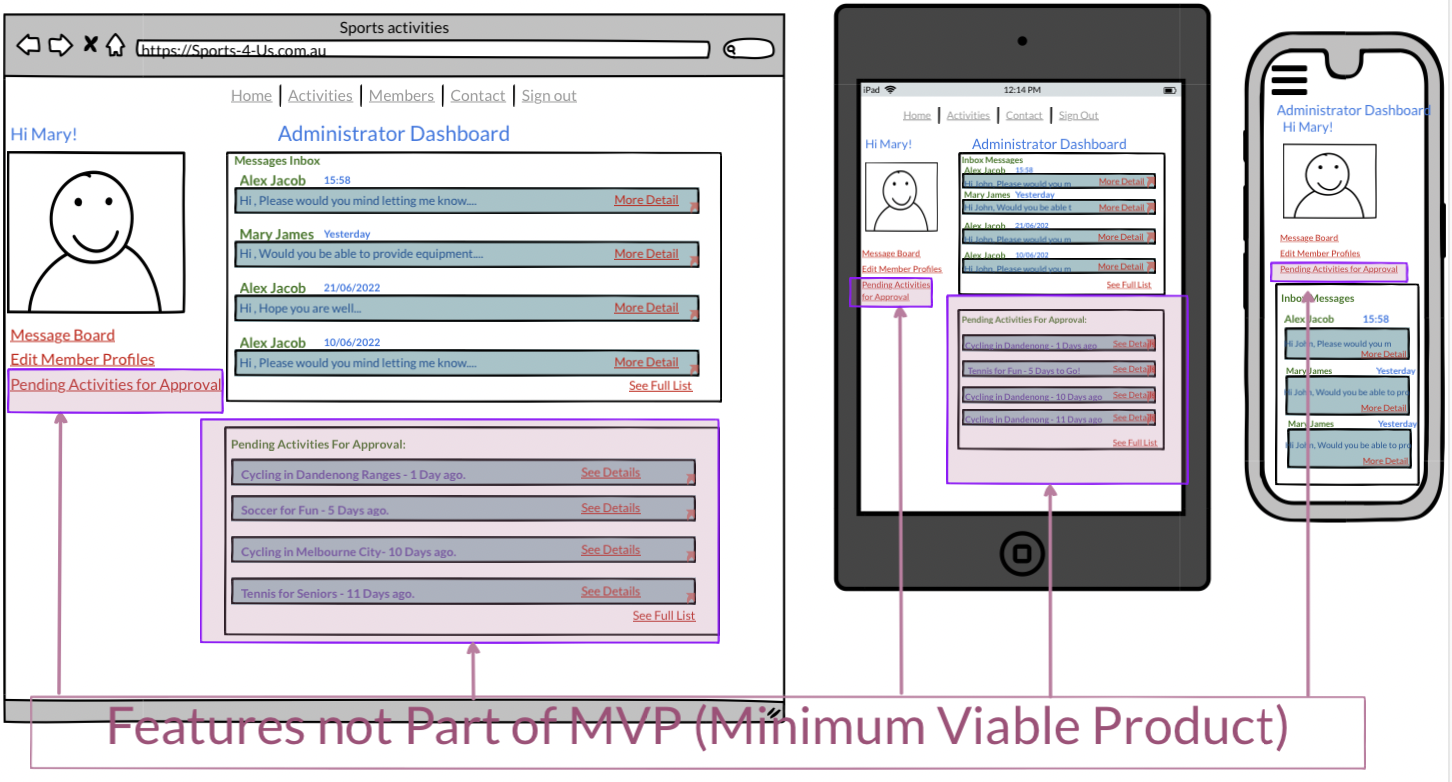 Sports activities
https://Sports-4-Us.com.au
Home | Activities | Members | Contact | Sign out
Hi Mary!
Administrator Dashboard
Messages Inbox
Alex Jacob 15:58
Hi , Please would you mind letting me know.... More Detail
Mary James Yesterday
Hi , Would you be able to provide equipment.... More Detail
Alex Jacob 21/06/2022
Hi , Hope you are well... More Detail
Alex Jacob 10/06/2022
Hi , Please would you mind letting me know.... More Detail
See Full List
Message Board
Edit Member Profiles
Pending Activities for Approval
Pending Activities For Approval:
Cycling in Dandenong Ranges - 1 Day ago. See Details
Soccer for Fun - 5 Days ago. See Details
Cycling in Melbourne City- 10 Days ago. See Details
Tennis for Seniors - 11 Days ago. See Details
See Full List
iPad 12:14 PM
Home | Activities | Contact | Sign Out
Hi Mary!
Administrator Dashboard
Inbox Messages
Alex Jacob 15:58
Hi John, Please would you m More Detail
Mary James Yesterday
Hi John, Would you be able t More Detail
Alex Jacob 21/06/202
Hi John, Please would you m More Detail
Alex Jacob 10/06/202
Hi John, Please would you m More Detail
See Full List
Message Board
Edit Member Profiles
Pending Activities
for Approval
Pending Activities For Approval:
Cycling in Dandenong - 1 Days ago See Detail
Tennis for Fun - 5 Days to Go! See Detail
Cycling in Dandenong - 10 Days ago See Detail
Cycling in Dandenong - 11 Days ago See Detail
See Full List
Administrator Dashboard
Hi Mary!
Message Board
Edit Member Profiles
Pending Activities for Approval
Inbox Messages
Alex Jacob 15:58
Hi John, Please would you m
More Detail
Mary James Yesterday
Hi John, Would you be able to pro
More Detail
Mary James Yesterday
Hi John, Would you be able to pro
More Detail
Features not Part of MVP (Minimum Viable Product)